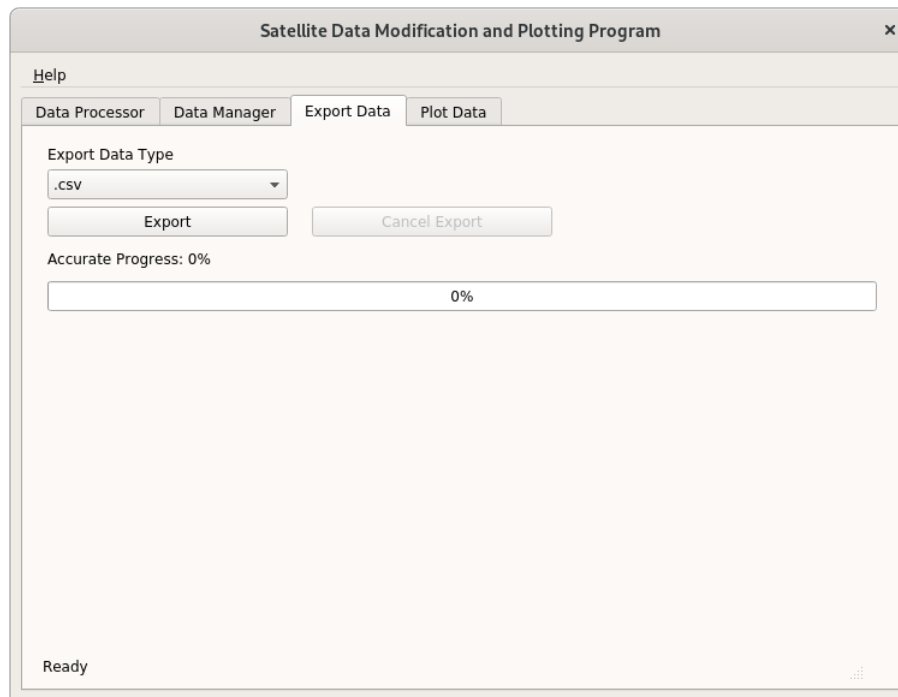 Satellite Data Modification and Plotting Program ×
Help
Data Processor Data Manager Export Data Plot Data
Export Data Type
.csv
Export Cancel Export
Accurate Progress: 0%
0%
Ready